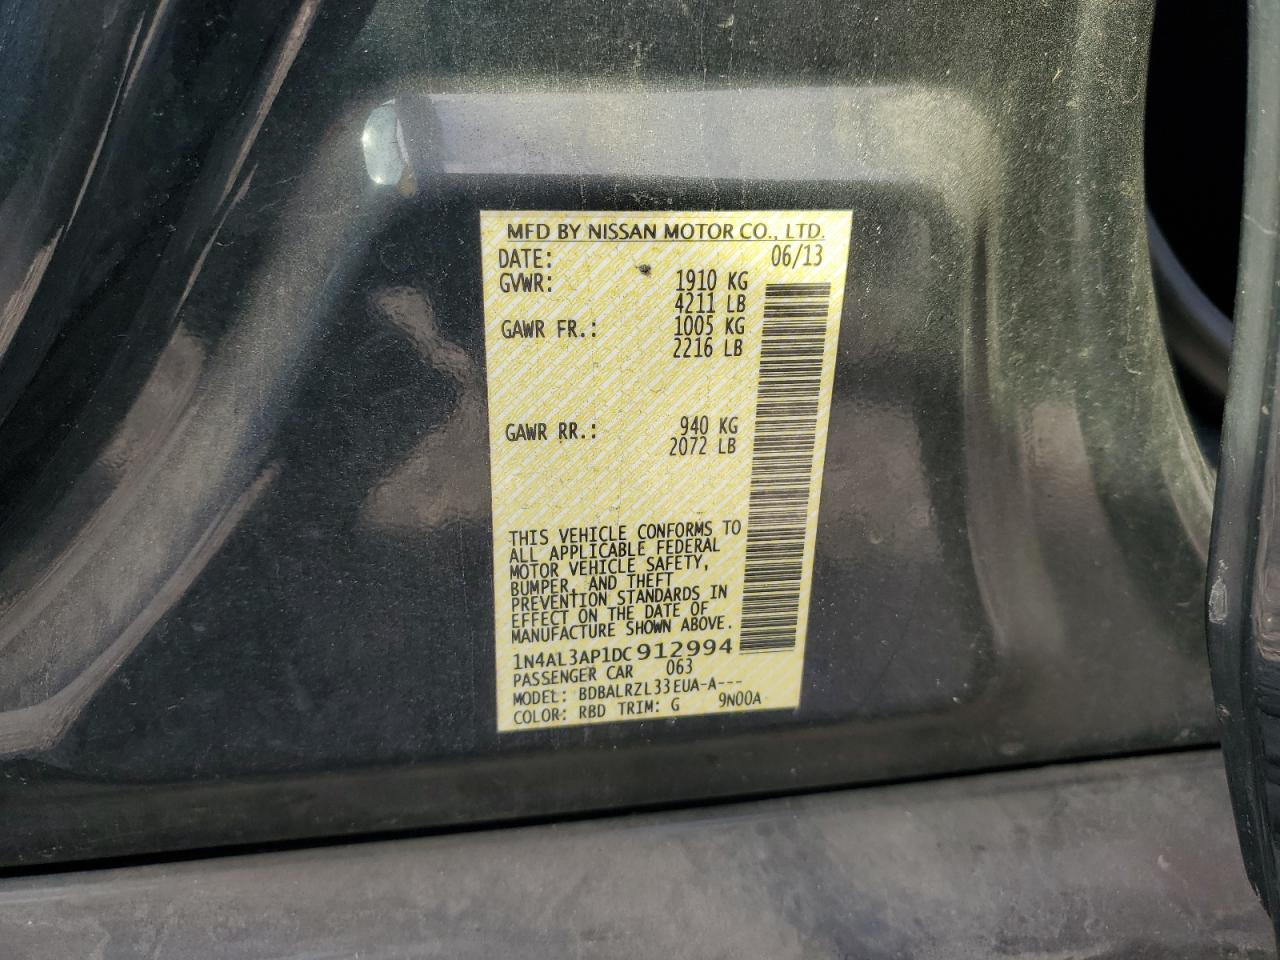 MFD BY NISSAN MOTOR CO., LTD.
DATE: 06/13
GVWR: 1910 KG
4211 LB
GAWR FR.: 1005 KG
2216 LB
GAWR RR.: 940 KG
2072 LB
THIS VEHICLE CONFORMS TO
ALL APPLICABLE FEDERAL
MOTOR VEHICLE SAFETY,
BUMPER, AND THEFT
PREVENTION STANDARDS IN
EFFECT ON THE DATE OF
MANUFACTURE SHOWN ABOVE.
1N4AL3AP1DC912994
PASSENGER CAR 063
MODEL: BDBALRZL33EUA-A---
COLOR: RBD TRIM: G 9N00A